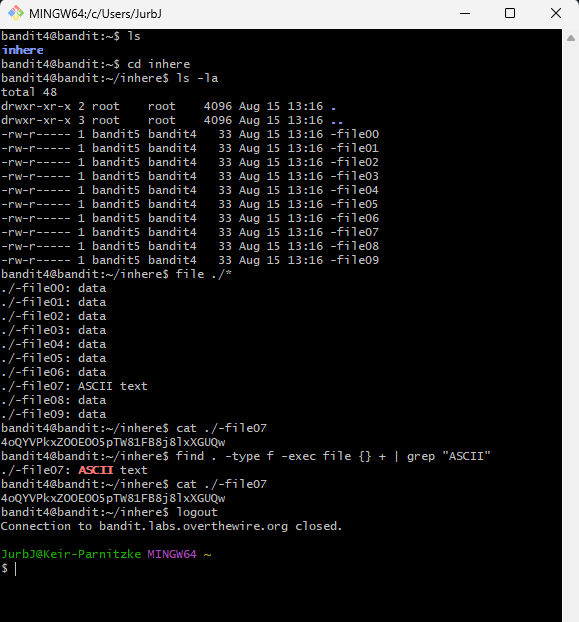 MINGW64:/c/Users/JurbJ
bandit4@bandit:~$ ls
inhere
bandit4@bandit:~$ cd inhere
bandit4@bandit:~/inhere$ ls -la
total 48
drwxr-xr-x 2 root    root    4096 Aug 15 13:16 .
drwxr-xr-x 3 root    root    4096 Aug 15 13:16 ..
-rw-r----- 1 bandit5 bandit4   33 Aug 15 13:16 -file00
-rw-r----- 1 bandit5 bandit4   33 Aug 15 13:16 -file01
-rw-r----- 1 bandit5 bandit4   33 Aug 15 13:16 -file02
-rw-r----- 1 bandit5 bandit4   33 Aug 15 13:16 -file03
-rw-r----- 1 bandit5 bandit4   33 Aug 15 13:16 -file04
-rw-r----- 1 bandit5 bandit4   33 Aug 15 13:16 -file05
-rw-r----- 1 bandit5 bandit4   33 Aug 15 13:16 -file06
-rw-r----- 1 bandit5 bandit4   33 Aug 15 13:16 -file07
-rw-r----- 1 bandit5 bandit4   33 Aug 15 13:16 -file08
-rw-r----- 1 bandit5 bandit4   33 Aug 15 13:16 -file09
bandit4@bandit:~/inhere$ file ./*
./-file00: data
./-file01: data
./-file02: data
./-file03: data
./-file04: data
./-file05: data
./-file06: data
./-file07: ASCII text
./-file08: data
./-file09: data
bandit4@bandit:~/inhere$ cat ./-file07
4oQYVPkxZOOEOO5pTW81FB8j8lxXGUQw
bandit4@bandit:~/inhere$ find . -type f -exec file {} + | grep "ASCII"
./-file07: ASCII text
bandit4@bandit:~/inhere$ cat ./-file07
4oQYVPkxZOOEOO5pTW81FB8j8lxXGUQw
bandit4@bandit:~/inhere$ logout
Connection to bandit.labs.overthewire.org closed.
JurbJ@Keir-Parnitzke MINGW64 ~
$